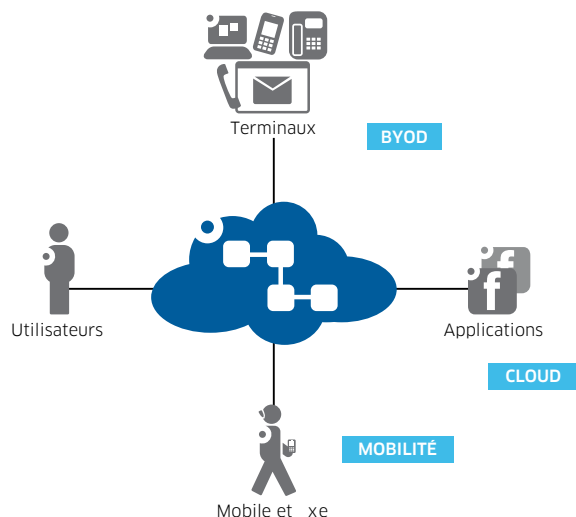 Terminaux
BYOD
Utilisateurs
f
f
Applications
CLOUD
MOBILITÉ
Mobile et xe